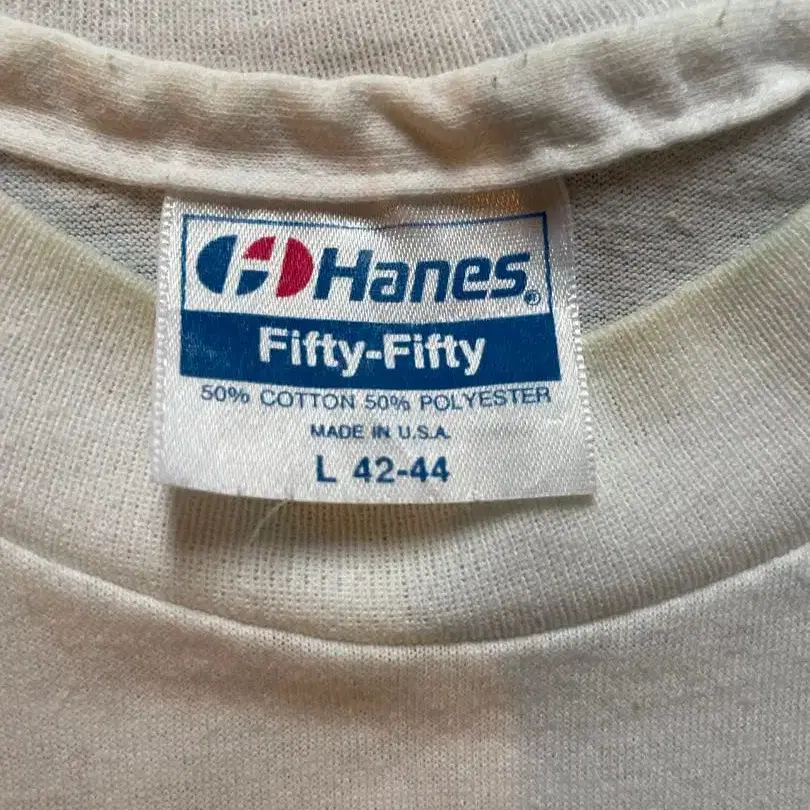 Hanes®
Fifty-Fifty
50% COTTON 50% POLYESTER
MADE IN U.S.A.
L 42-44